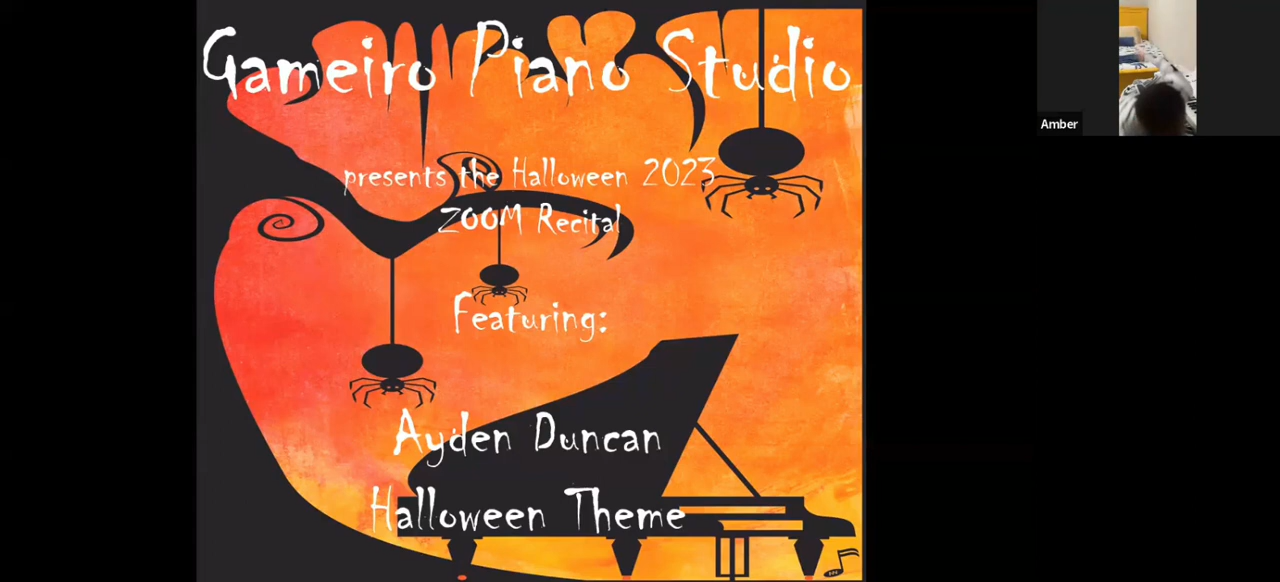 Gameiro Piano Studio
presents the Halloween 2023
ZOOM Recital
Featuring:
Ayden Duncan
Halloween Theme
Amber